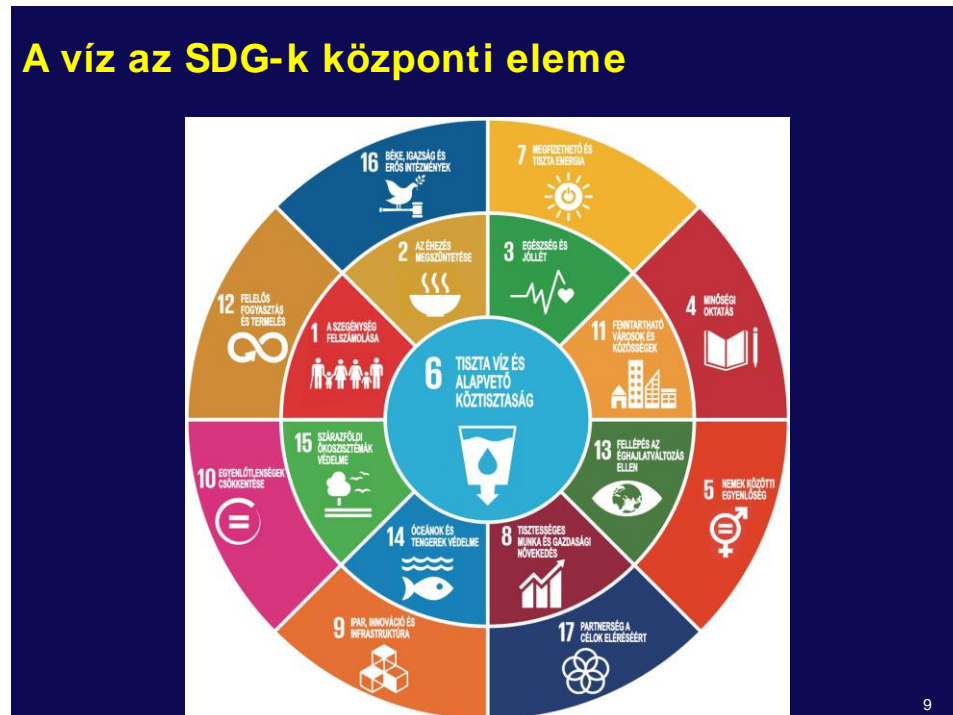 A víz az SDG-k központi eleme
16 BÉKE, IGAZSÁG ÉS
ERŐS INTÉZMÉNYEK
7 MEGFIZETHETŐ ÉS
TISZTA ENERGIA
2 AZ ÉHEZÉS
MEGSZŰNTETÉSE
3 EGÉSZSÉG ÉS
JÓLLÉT
12 FELELŐS
FOGYASZTÁS
ÉS TERMELÉS
1 A SZEGÉNYSÉG
FELSZÁMOLÁSA
11 FENNTARTHATÓ
VÁROSOK ÉS
KÖZÖSSÉGEK
4 MINŐSÉGI
OKTATÁS
6 TISZTA VÍZ ÉS
ALAPVETŐ
KÖZTISZTASÁG
10 EGYENLŐTLENSÉGEK
CSÖKKENTÉSE
15 SZÁRAZFÖLDI
ÖKOSZISZTÉMÁK
VÉDELME
13 FELLÉPÉS AZ
ÉGHAJLATVÁLTOZÁS
ELLEN
5 NEMEK KÖZÖTTI
EGYENLŐSÉG
14 ÓCEÁNOK ÉS
TENGEREK VÉDELME
8 TISZTESSÉGES
MUNKA ÉS GAZDASÁGI
NÖVEKEDÉS
9 IPAR, INNOVÁCIÓ ÉS
INFRASTRUKTÚRA
17 PARTNERSÉG A
CÉLOK ELÉRÉSÉÉRT
9